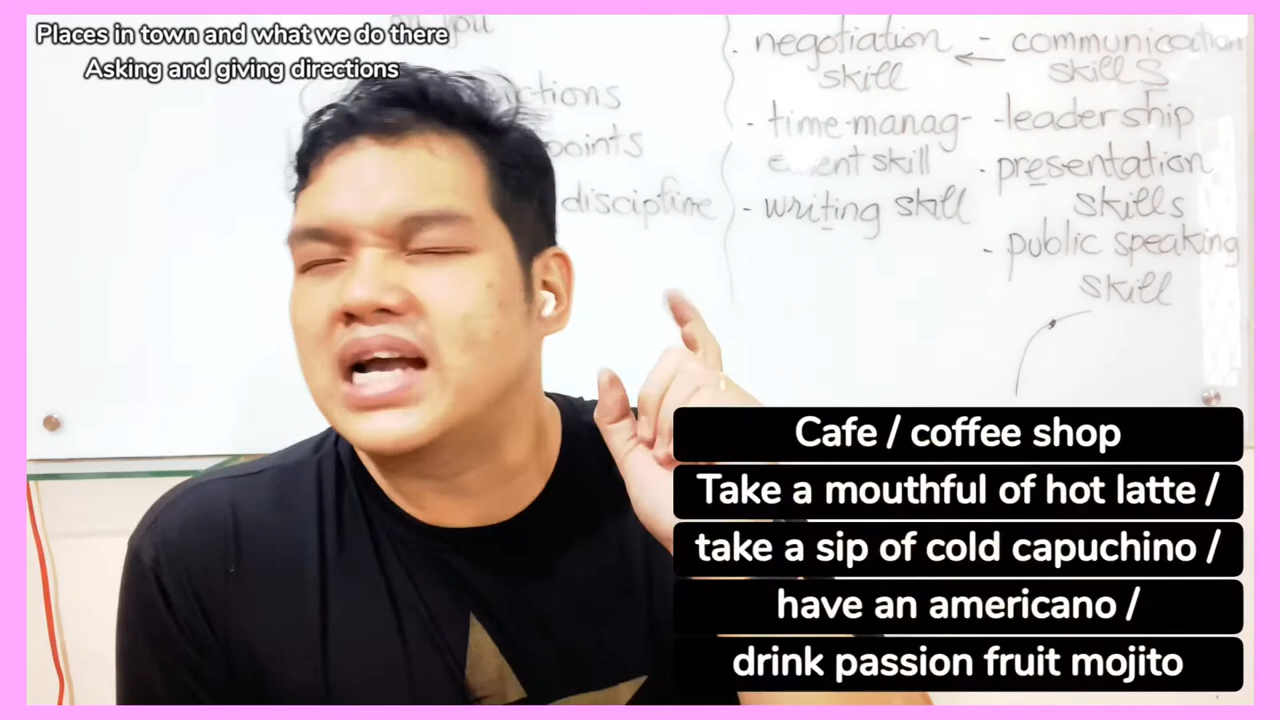 Places in town and what we do there
Asking and giving directions
you
ctions
points
discipline
negotiation
skill
- time-manag-
ement skill
- writing skill
- communication
skills
-leadership
- presentation
skills
- public speaking
skill
Cafe / coffee shop
Take a mouthful of hot latte /
take a sip of cold capuchino /
have an americano /
drink passion fruit mojito